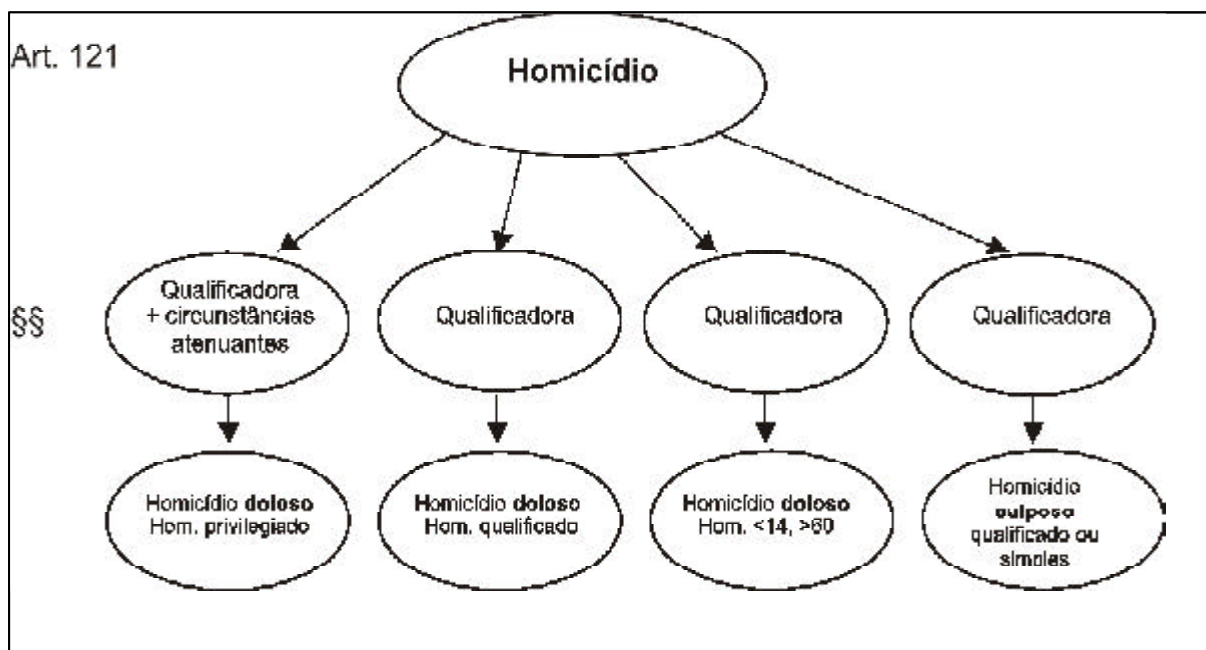 Art. 121
Homicídio
§§
Qualificadora
+ circunstâncias
atenuantes
Qualificadora
Qualificadora
Qualificadora
Homicídio doloso
Hom. privilegiado
Homicídio doloso
Hom. qualificado
Homicídio doloso
Hom. <14, >60
Homicídio
culposo
qualificado ou
simples